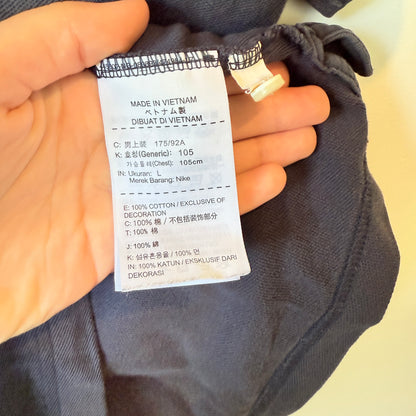 MADE IN VIETNAM
ベトナム製
DIBUAT DI VIETNAM
C: 男上装 175/92A
K: 호칭(Generic): 105
가슴둘레(Chest): 105cm
IN: Ukuran: L
Merek Barang: Nike
E: 100% COTTON / EXCLUSIVE OF
DECORATION
C: 100% 棉 / 不包括装饰部分
T: 100% 棉
J: 100% 綿
K: 섬유혼용율 / 100% 면
IN: 100% KATUN / EKSKLUSIF DARI
DEKORASI